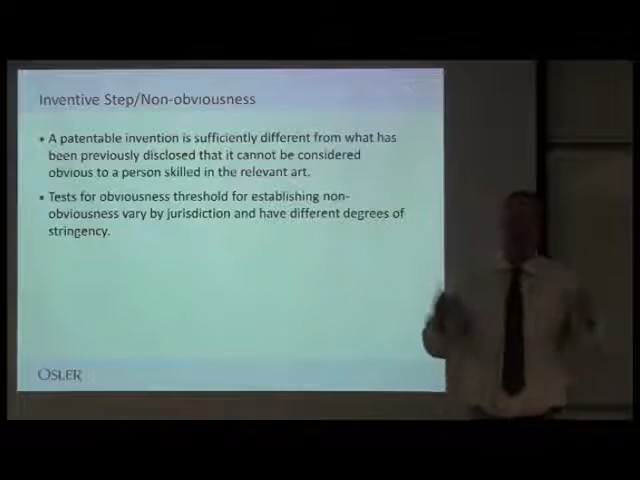 Inventive Step/Non-obviousness
• A patentable invention is sufficiently different from what has
been previously disclosed that it cannot be considered
obvious to a person skilled in the relevant art.
• Tests for obviousness threshold for establishing non-
obviousness vary by jurisdiction and have different degrees of
stringency.
OSLER